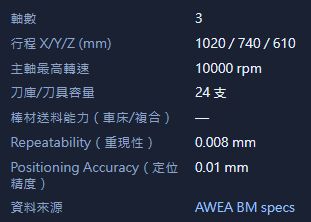 軸數 3
行程 X/Y/Z (mm) 1020 / 740 / 610
主軸最高轉速 10000 rpm
刀庫/刀具容量 24 支
棒材送料能力（車床/複合） —
Repeatability（重現性） 0.008 mm
Positioning Accuracy（定位精度） 0.01 mm
資料來源 AWEA BM specs